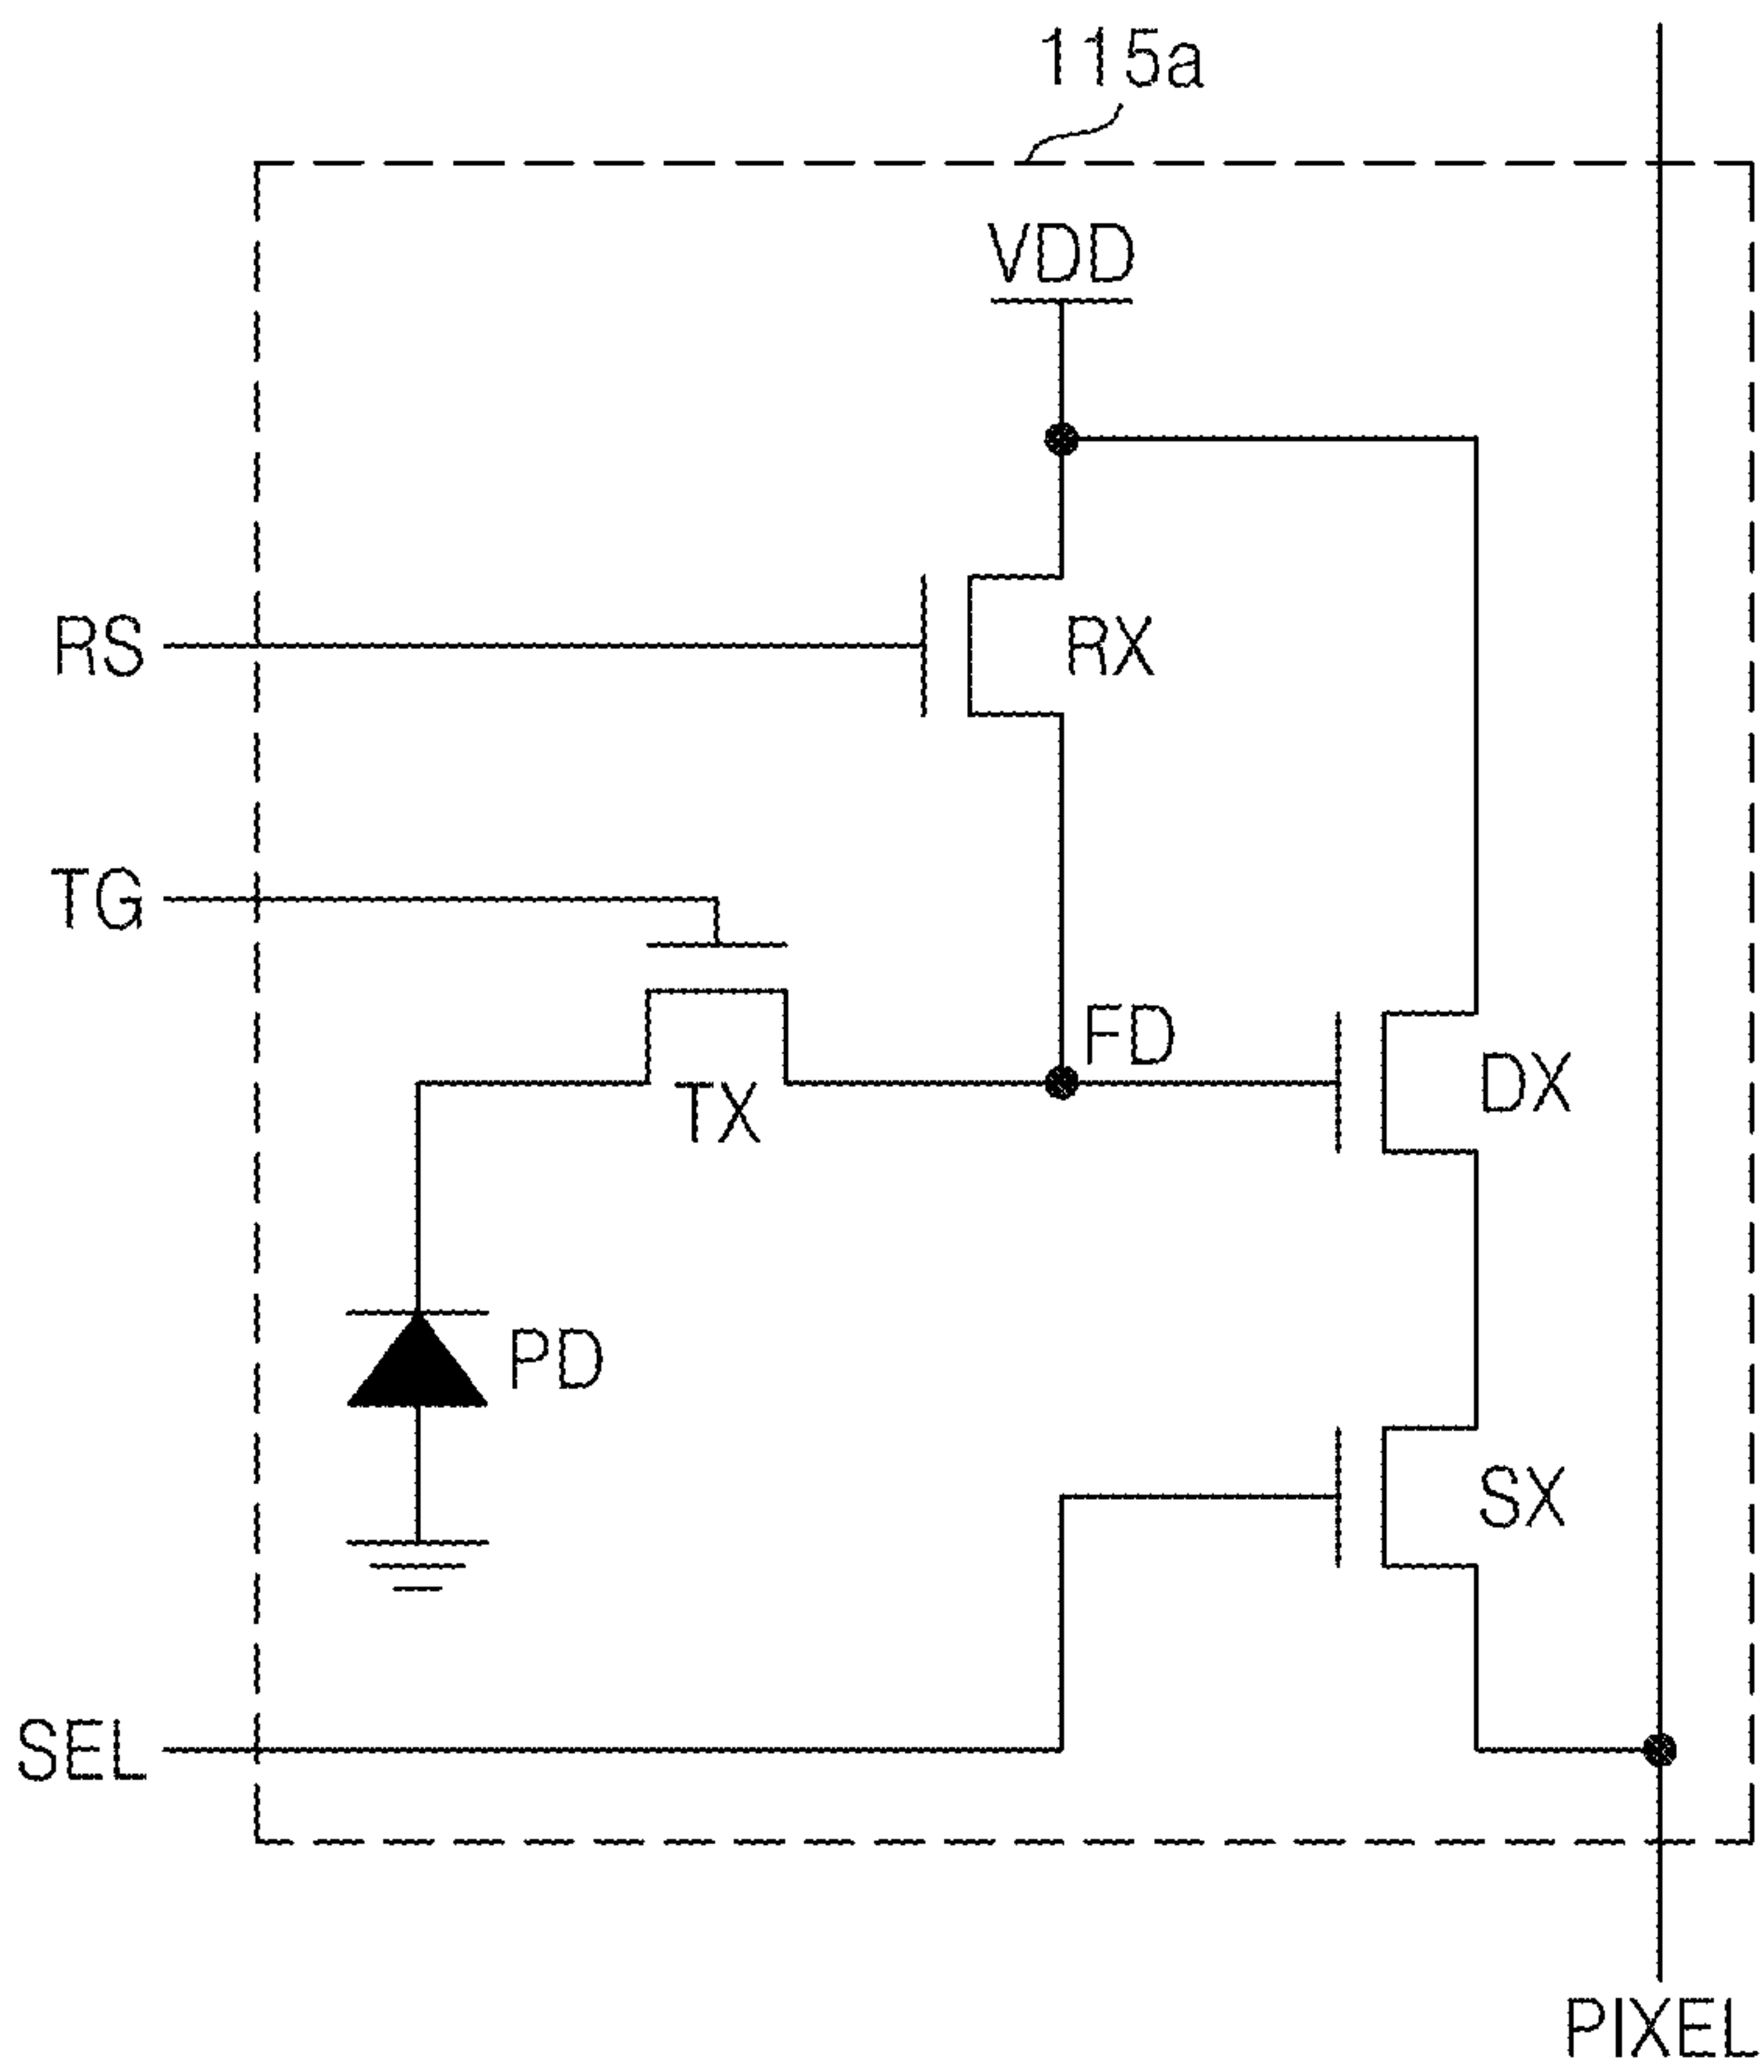 115a
VDD
RS
RX
TG
FD
TX
DX
PD
SX
SEL
PIXEL